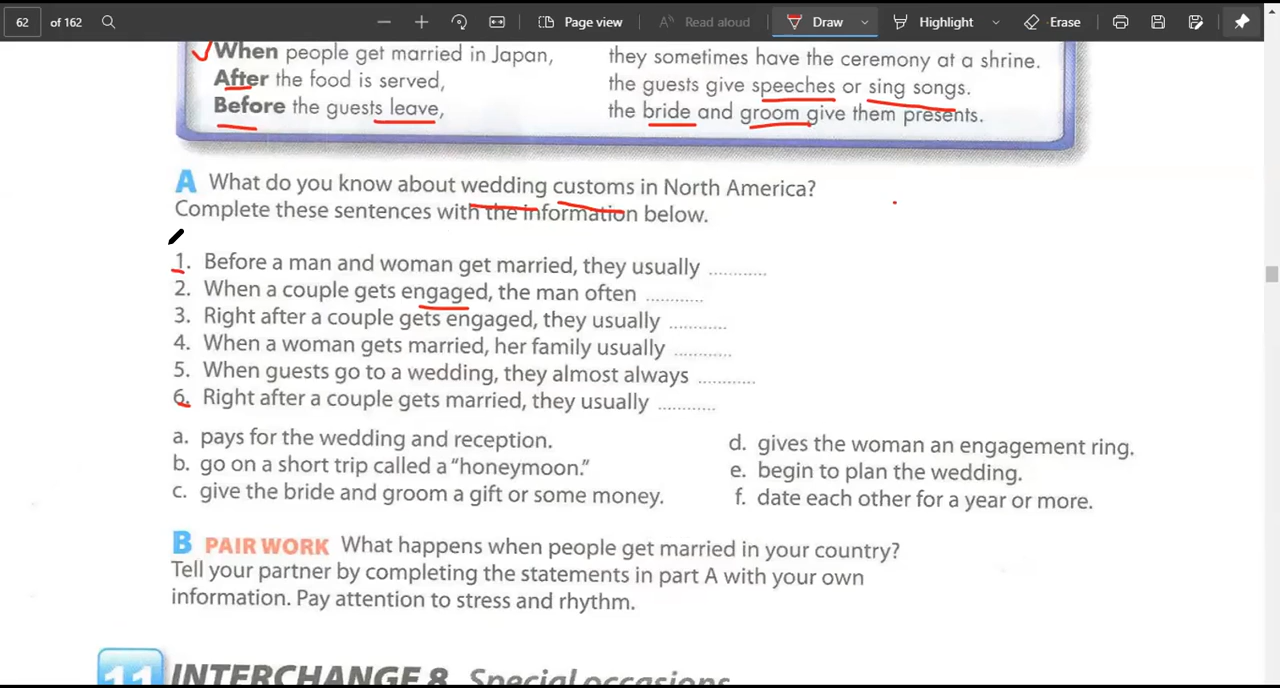 62 of 162 Page view Read aloud Draw Highlight Erase
When people get married in Japan, they sometimes have the ceremony at a shrine.
After the food is served, the guests give speeches or sing songs.
Before the guests leave, the bride and groom give them presents.
A What do you know about wedding customs in North America?
Complete these sentences with the information below.
1. Before a man and woman get married, they usually ............
2. When a couple gets engaged, the man often ............
3. Right after a couple gets engaged, they usually ............
4. When a woman gets married, her family usually ............
5. When guests go to a wedding, they almost always ............
6. Right after a couple gets married, they usually ............
a. pays for the wedding and reception.
b. go on a short trip called a “honeymoon.”
c. give the bride and groom a gift or some money.
d. gives the woman an engagement ring.
e. begin to plan the wedding.
f. date each other for a year or more.
B PAIR WORK What happens when people get married in your country?
Tell your partner by completing the statements in part A with your own
information. Pay attention to stress and rhythm.
11 INTERCHANGE 8 Special occasions